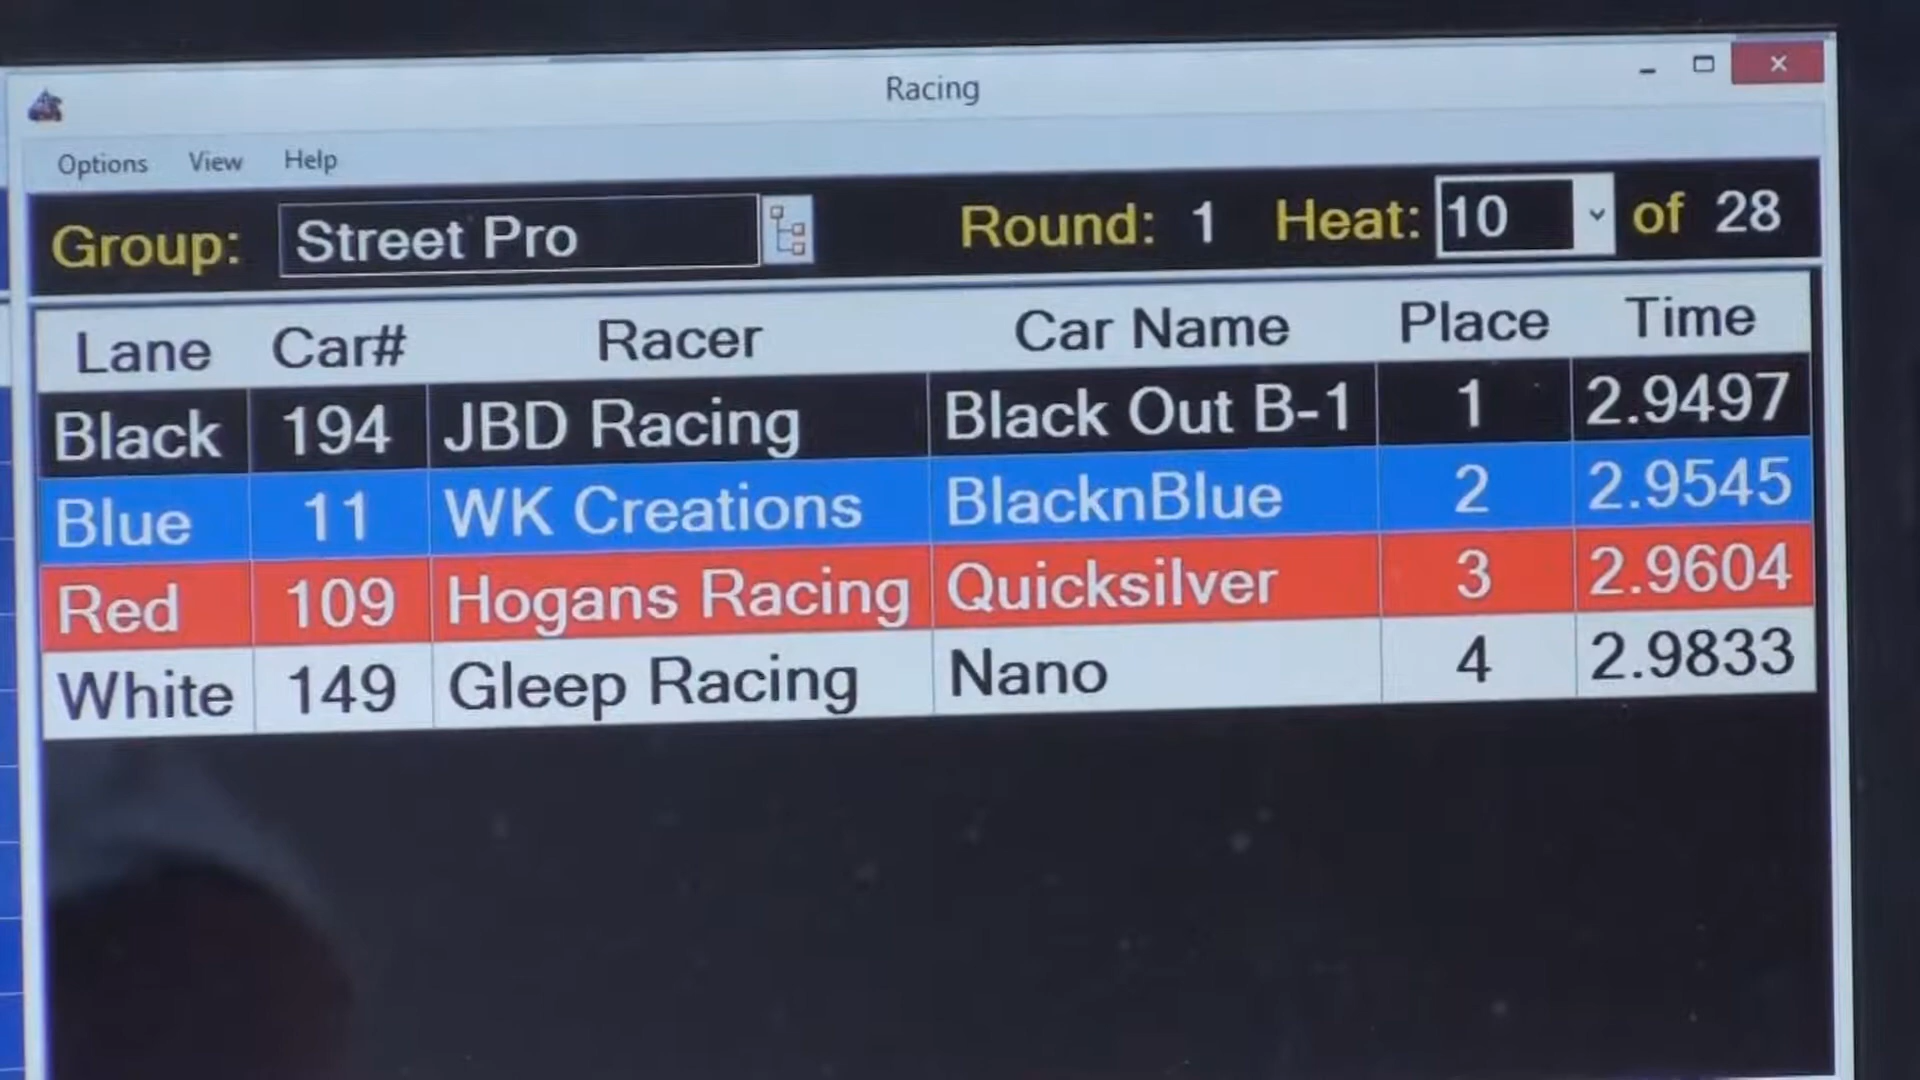 Racing
Options View Help
Group: Street Pro Round: 1 Heat: 10 of 28
Lane Car# Racer Car Name Place Time
Black 194 JBD Racing Black Out B-1 1 2.9497
Blue 11 WK Creations BlacknBlue 2 2.9545
Red 109 Hogans Racing Quicksilver 3 2.9604
White 149 Gleep Racing Nano 4 2.9833